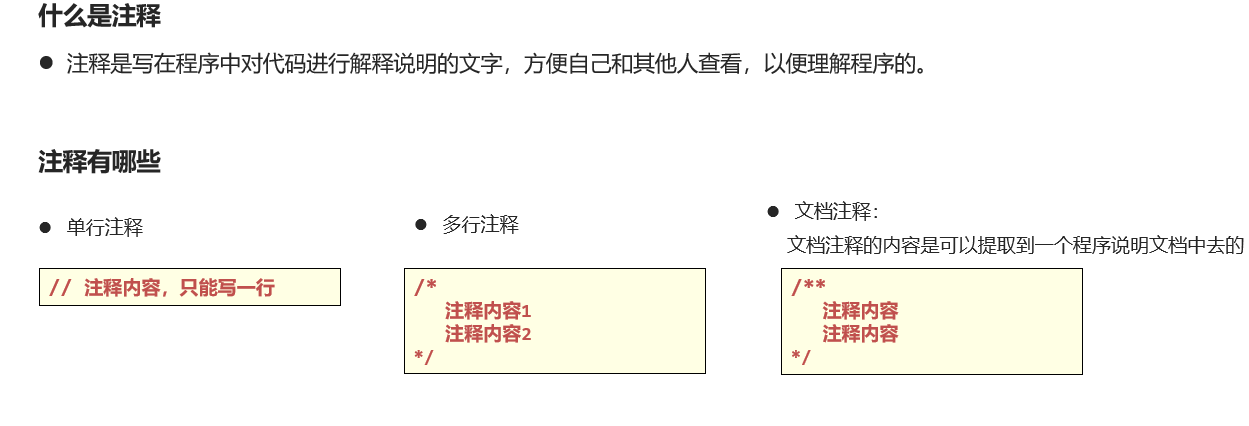 什么是注释
● 注释是写在程序中对代码进行解释说明的文字，方便自己和其他人查看，以便理解程序的。
注释有哪些
● 单行注释
// 注释内容，只能写一行
● 多行注释
/*
注释内容1
注释内容2
*/
● 文档注释：
文档注释的内容是可以提取到一个程序说明文档中去的
/**
注释内容
注释内容
*/